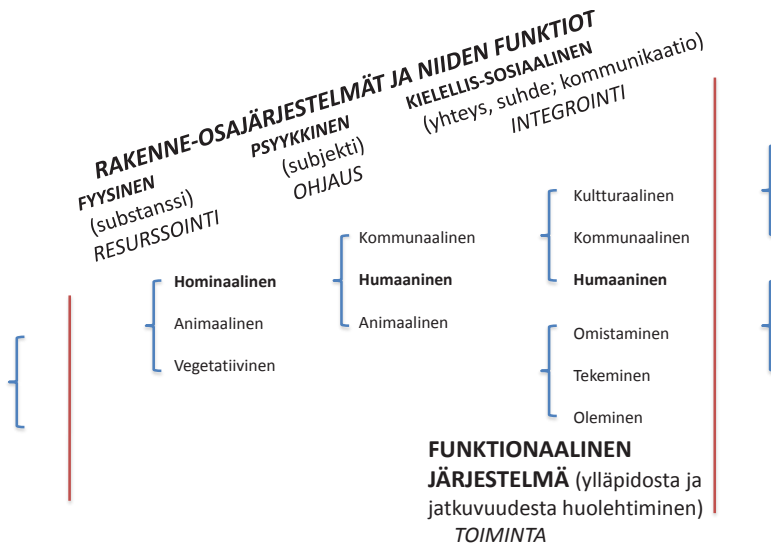 RAKENNE-OSAJÄRJESTELMÄT JA NIIDEN FUNKTIOT
FYYSINEN
(substanssi)
RESURSSOINTI
PSYYKKINEN
(subjekti)
OHJAUS
KIELELLIS-SOSIAALINEN
(yhteys, suhde; kommunikaatio)
INTEGROINTI
Hominaalinen
Animaalinen
Vegetatiivinen
Kommunaalinen
Humaaninen
Animaalinen
Kultturaalinen
Kommunaalinen
Humaaninen
Omistaminen
Tekeminen
Oleminen
FUNKTIONAALINEN
JÄRJESTELMÄ (ylläpidosta ja
jatkuvuudesta huolehtiminen)
TOIMINTA